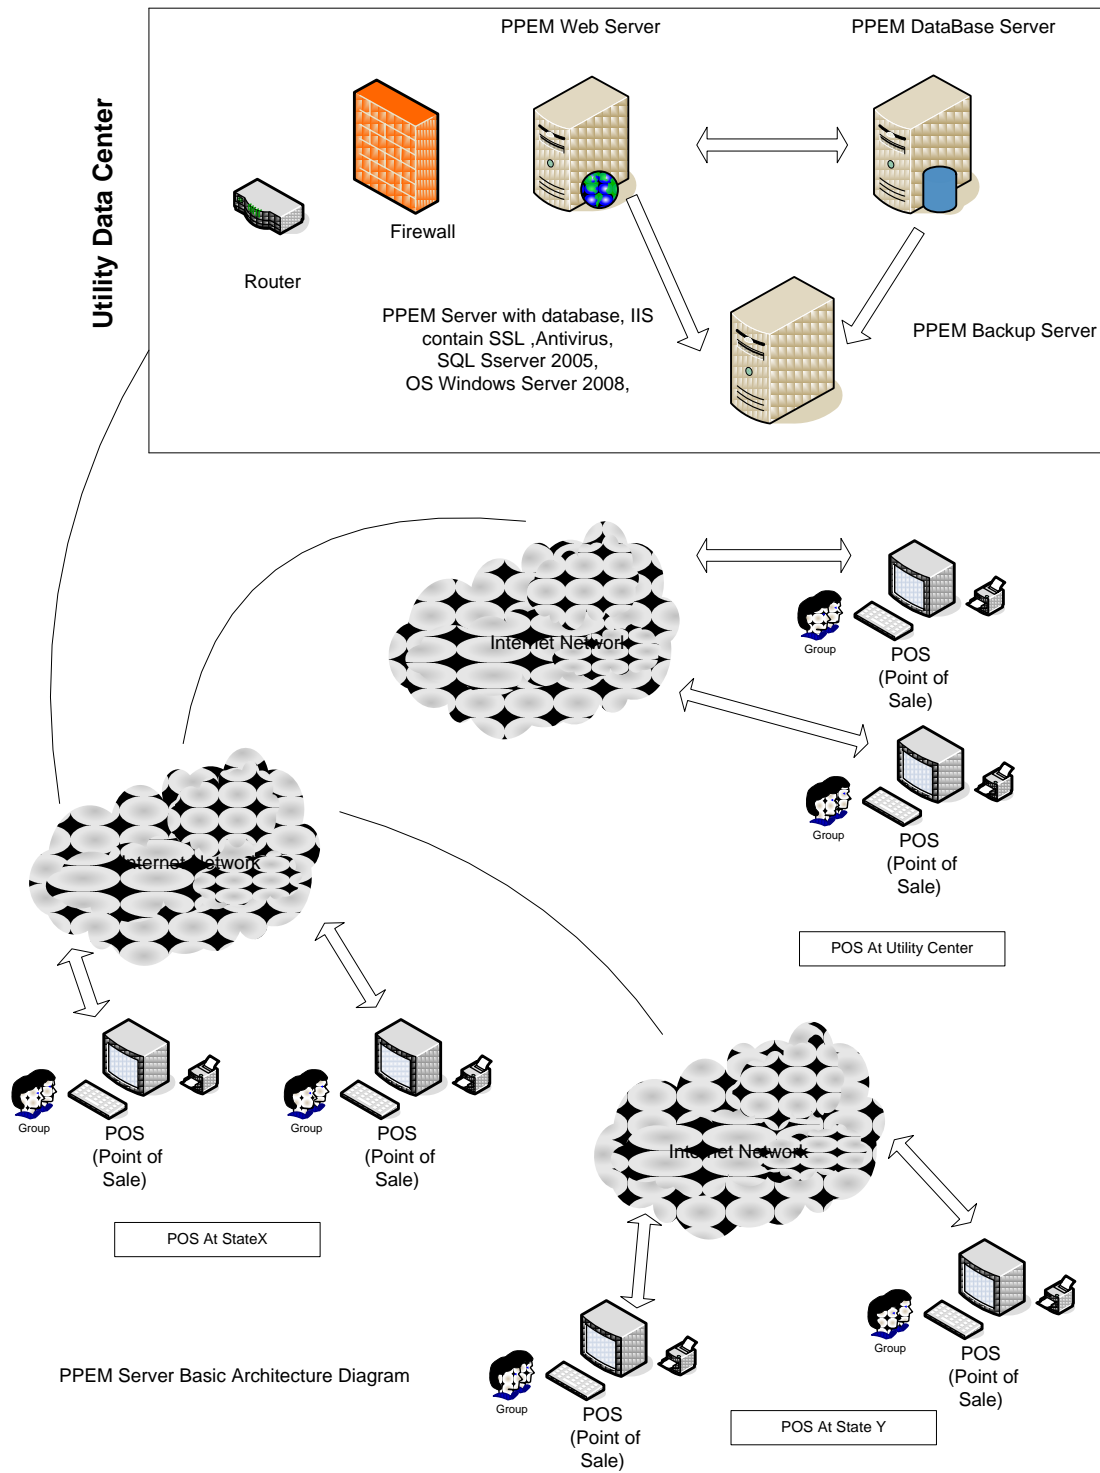 PPEM Web Server
PPEM DataBase Server
Utility Data Center
Firewall
Router
PPEM Server with database, IIS
contain SSL ,Antivirus,
SQL Sserver 2005,
OS Windows Server 2008,
PPEM Backup Server
Internet Network
Group
POS
(Point of
Sale)
Group
POS
(Point of
Sale)
POS At Utility Center
Internet Network
Group
POS
(Point of
Sale)
Group
POS
(Point of
Sale)
POS At StateX
Internet Network
Group
POS
(Point of
Sale)
Group
POS
(Point of
Sale)
POS At State Y
PPEM Server Basic Architecture Diagram